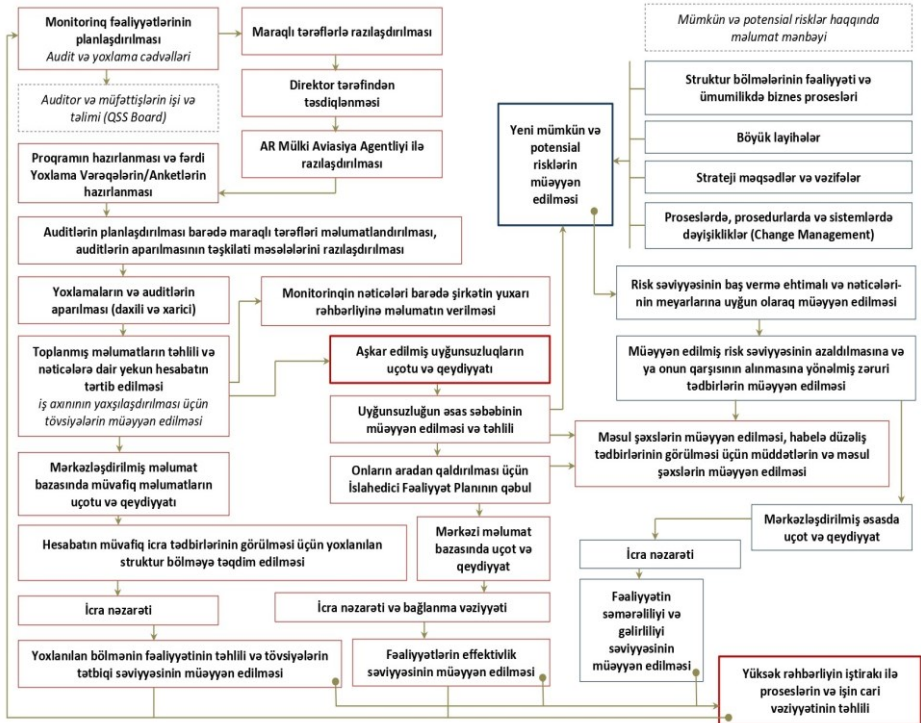 Monitorinq fəaliyyətlərinin
planlaşdırılması
Audit və yoxlama cədvəlləri
Maraqlı tərəflərlə razılaşdırılması
Auditor və müfəttişlərin işi və
təlimi (QSS Board)
Direktor tərəfindən
təsdiqlənməsi
AR Mülki Aviasiya Agentliyi ilə
razılaşdırılması
Proqramın hazırlanması və fərdi
Yoxlama Vərəqələrin/Anketlərin
hazırlanması
Auditlərin planlaşdırılması barədə maraqlı tərəfləri məlumatlandırılması,
auditlərin aparılmasının təşkilati məsələlərini razılaşdırılması
Yoxlamaların və auditlərin
aparılması (daxili və xarici)
Monitorinqin nəticələri barədə şirkətin yuxarı
rəhbərliyinə məlumatın verilməsi
Toplanmış məlumatların təhlili və
nəticələrə dair yekun hesabatın
tərtib edilməsi
iş axınının yaxşılaşdırılması üçün
tövsiyələrin müəyyən edilməsi
Aşkar edilmiş uyğunsuzluqların
uçotu və qeydiyyatı
Uyğunsuzluğun əsas səbəbinin
müəyyən edilməsi və təhlili
Mərkəzləşdirilmiş məlumat
bazasında müvafiq məlumatların
uçotu və qeydiyyatı
Onların aradan qaldırılması üçün
İslahedici Fəaliyyət Planının qəbul
Hesabatın müvafiq icra tədbirlərinin görülməsi üçün yoxlanılan
struktur bölməyə təqdim edilməsi
Mərkəzi məlumat
bazasında uçot və
qeydiyyat
İcra nəzarəti
İcra nəzarəti və bağlanma vəziyyəti
Yoxlanılan bölmənin fəaliyyətinin təhlili və tövsiyələrin
tətbiqi səviyyəsinin müəyyən edilməsi
Fəaliyyətlərin effektivlik
səviyyəsinin müəyyən edilməsi
Mümkün və potensial risklər haqqında
məlumat mənbəyi
Struktur bölmələrinin fəaliyyəti və
ümumilikdə biznes prosesləri
Böyük layihələr
Strateji məqsədlər və vəzifələr
Proseslərdə, prosedurlarda və sistemlərdə
dəyişikliklər (Change Management)
Yeni mümkün və
potensial
risklərin
müəyyən
edilməsi
Risk səviyyəsinin baş vermə ehtimalı və nəticələri-
nin meyarlarına uyğun olaraq müəyyən edilməsi
Müəyyən edilmiş risk səviyyəsinin azaldılmasına və
ya onun qarşısının alınmasına yönəlmiş zəruri
tədbirlərin müəyyən edilməsi
Məsul şəxslərin müəyyən edilməsi, habelə düzəliş
tədbirlərinin görülməsi üçün müddətlərin və məsul
şəxslərin müəyyən edilməsi
Mərkəzləşdirilmiş əsasda
uçot və qeydiyyat
İcra nəzarəti
Fəaliyyətin
səmərəliliyi və
gəlirliliyi
səviyyəsinin
müəyyən edilməsi
Yüksək rəhbərliyin iştirakı ilə
proseslərin və işin cari
vəziyyətinin təhlili